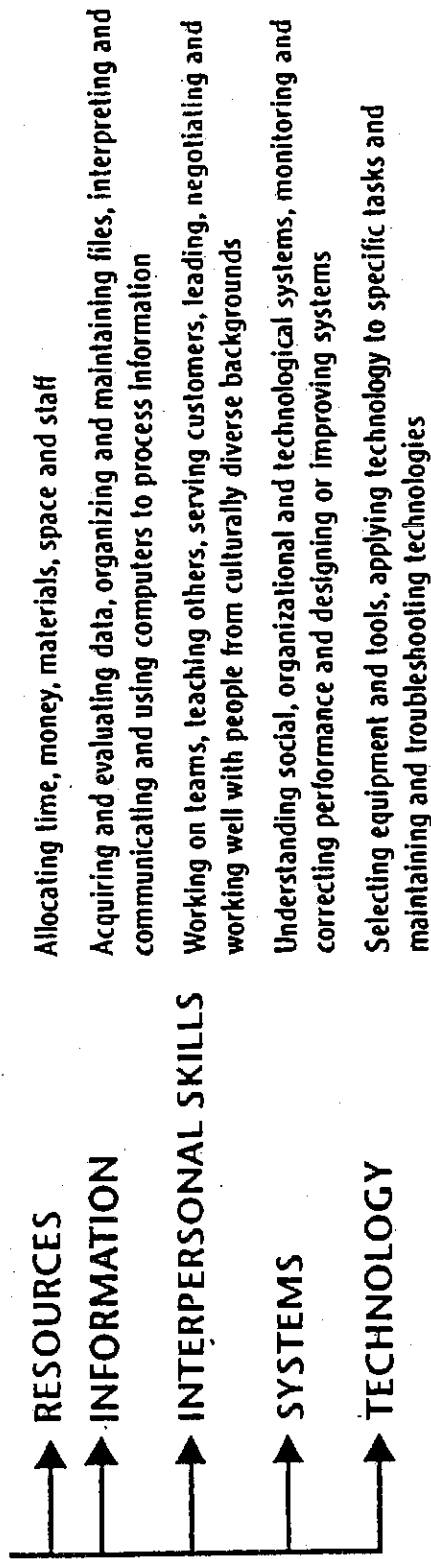 RESOURCES
Allocating time, money, materials, space and staff
INFORMATION
Acquiring and evaluating data, organizing and maintaining files, interpreting and
communicating and using computers to process information
INTERPERSONAL SKILLS
Working on teams, teaching others, serving customers, leading, negotiating and
working well with people from culturally diverse backgrounds
SYSTEMS
Understanding social, organizational and technological systems, monitoring and
correcting performance and designing or improving systems
TECHNOLOGY
Selecting equipment and tools, applying technology to specific tasks and
maintaining and troubleshooting technologies